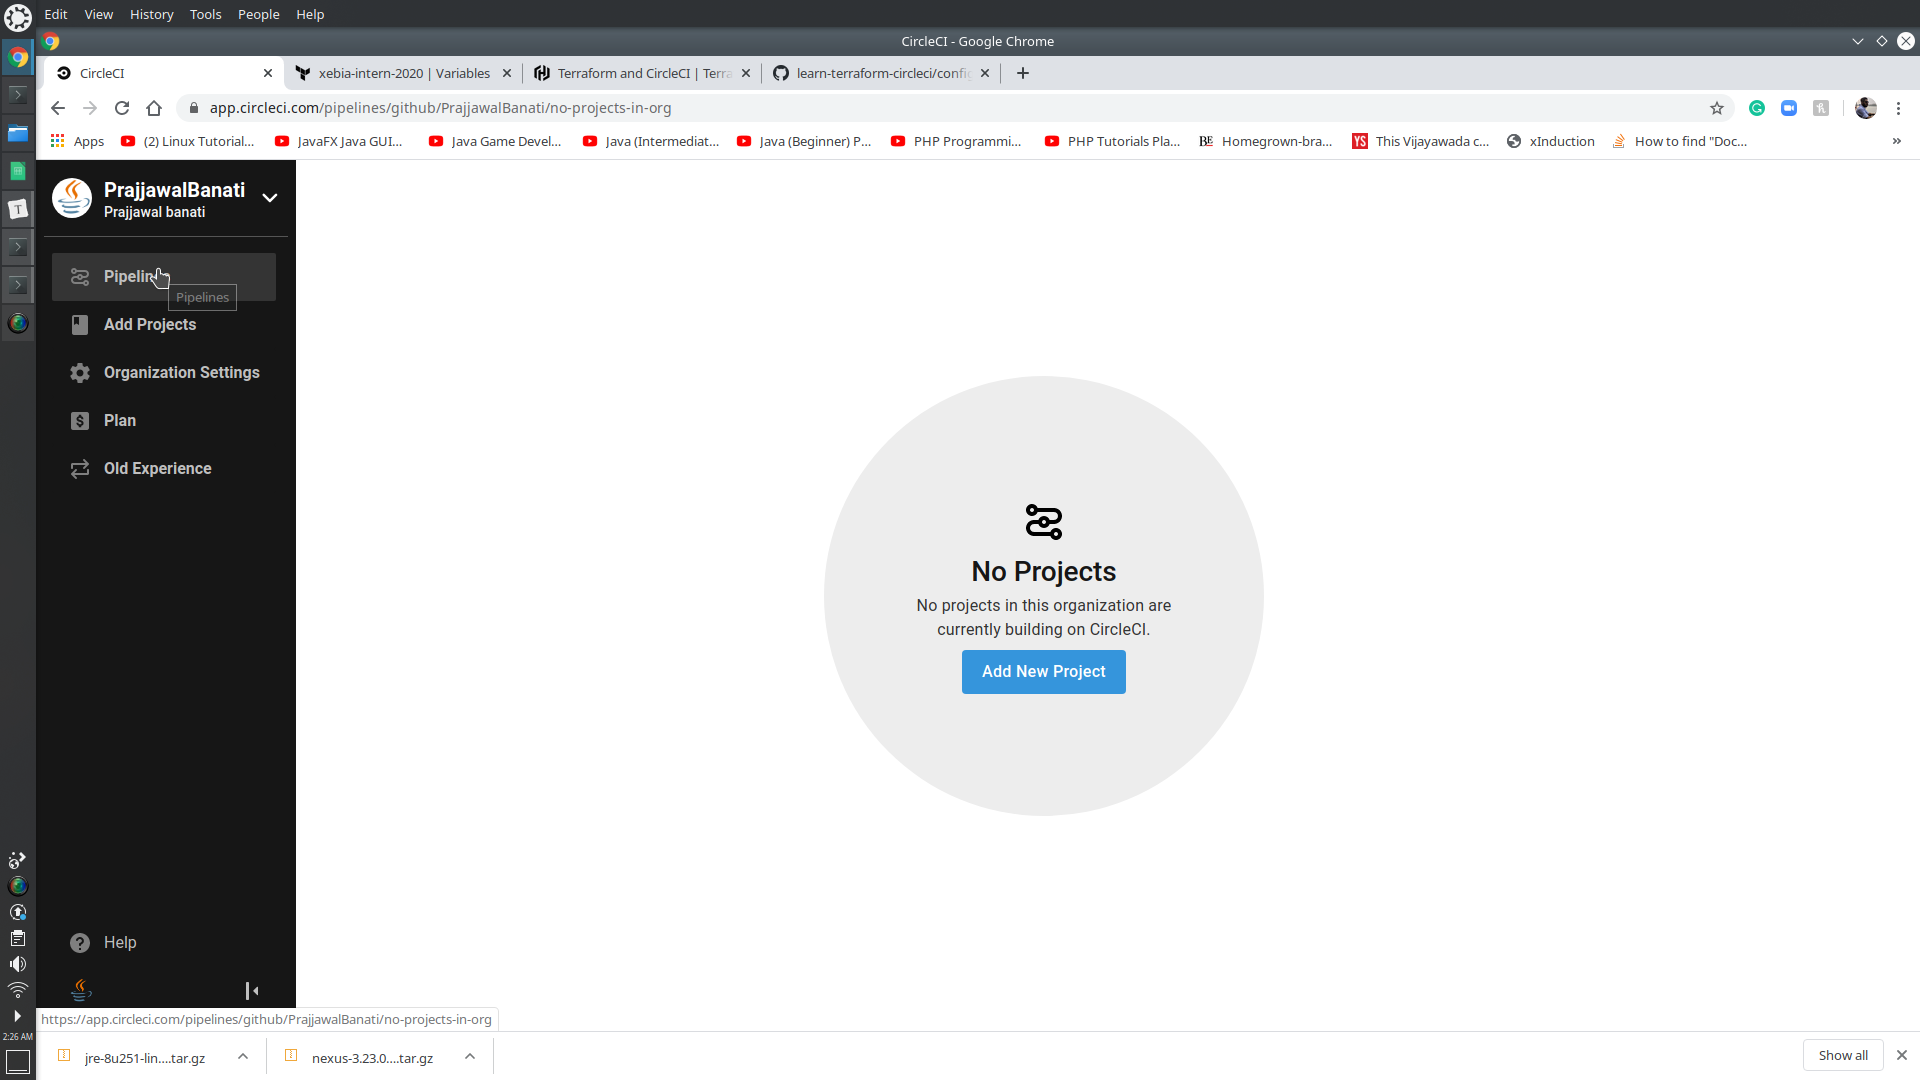 Edit View History Tools People Help
CircleCI - Google Chrome
CircleCI
xebia-intern-2020 | Variables
Terraform and CircleCI | Terra
learn-terraform-circleci/config
app.circleci.com/pipelines/github/PrajjawalBanati/no-projects-in-org
Apps
(2) Linux Tutorial...
JavaFX Java GUI...
Java Game Devel...
Java (Intermediat...
Java (Beginner) P...
PHP Programmi...
PHP Tutorials Pla...
BE Homegrown-bra...
YS This Vijayawada c...
xInduction
How to find "Doc...
»
PrajjawalBanati
Prajjawal banati
Pipelin
Pipelines
Add Projects
Organization Settings
Plan
Old Experience
No Projects
No projects in this organization are
currently building on CircleCI.
Add New Project
Help
https://app.circleci.com/pipelines/github/PrajjawalBanati/no-projects-in-org
2:26 AM
jre-8u251-lin....tar.gz
nexus-3.23.0....tar.gz
Show all